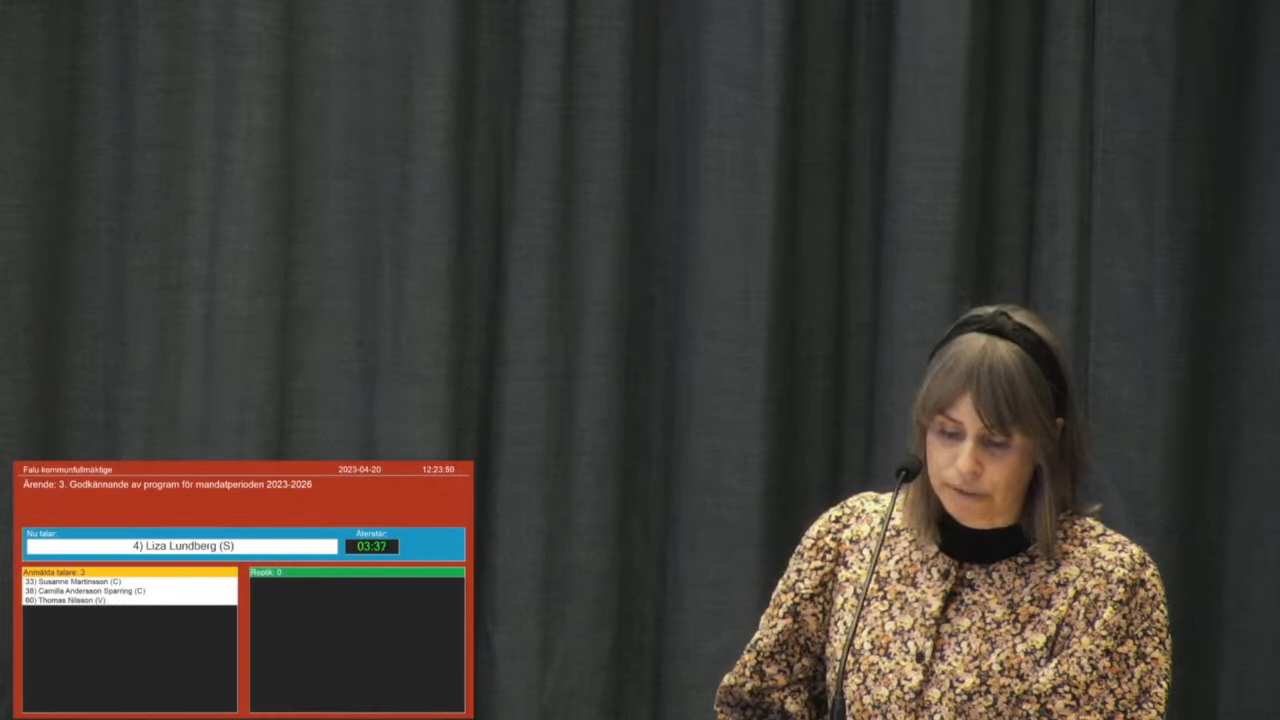 Falu kommunfullmäktige 2023-04-20 12:23:50
Ärende: 3. Godkännande av program för mandatperioden 2023-2026
Nu talar: Återstår:
4) Liza Lundberg (S) 03:37
Anmälda talare: 3 Replik: 0
33) Susanne Martinsson (C)
38) Camilla Andersson Sparring (C)
60) Thomas Nilsson (V)